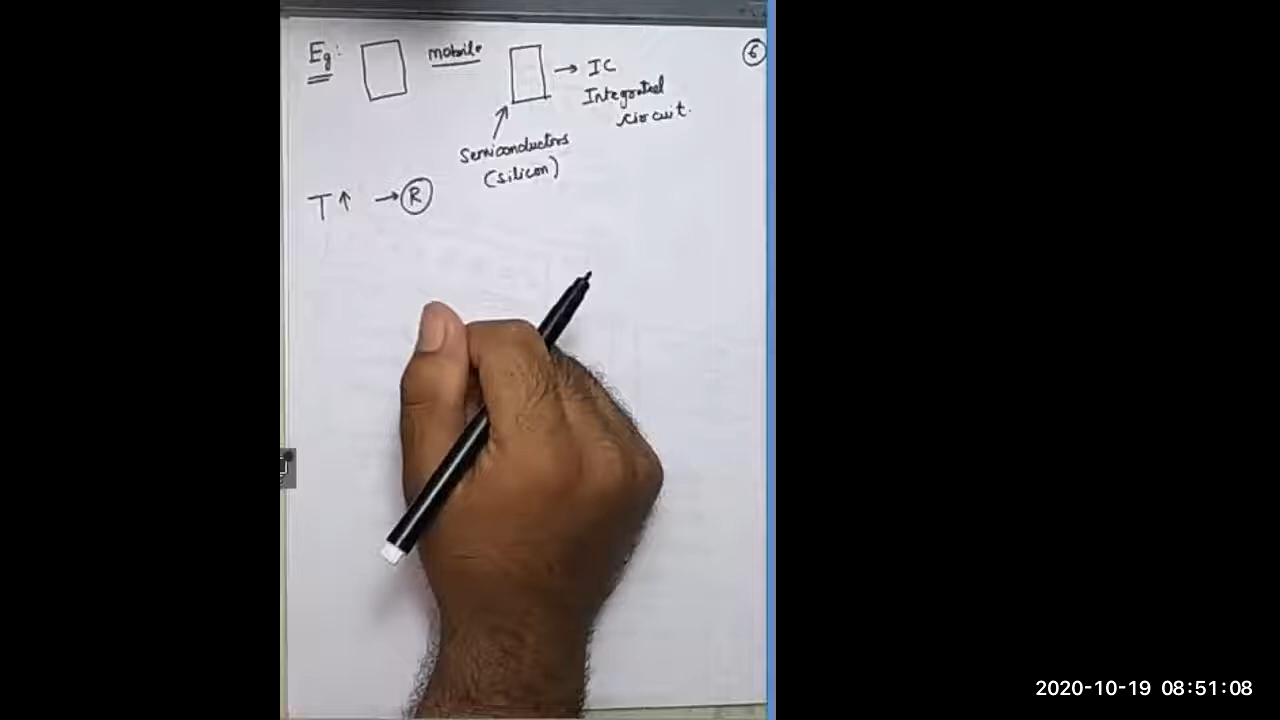 Eg: mobile → IC
Integrated
circuit.
Semiconductors
(silicon)
T↑ → R
6
2020-10-19 08:51:08